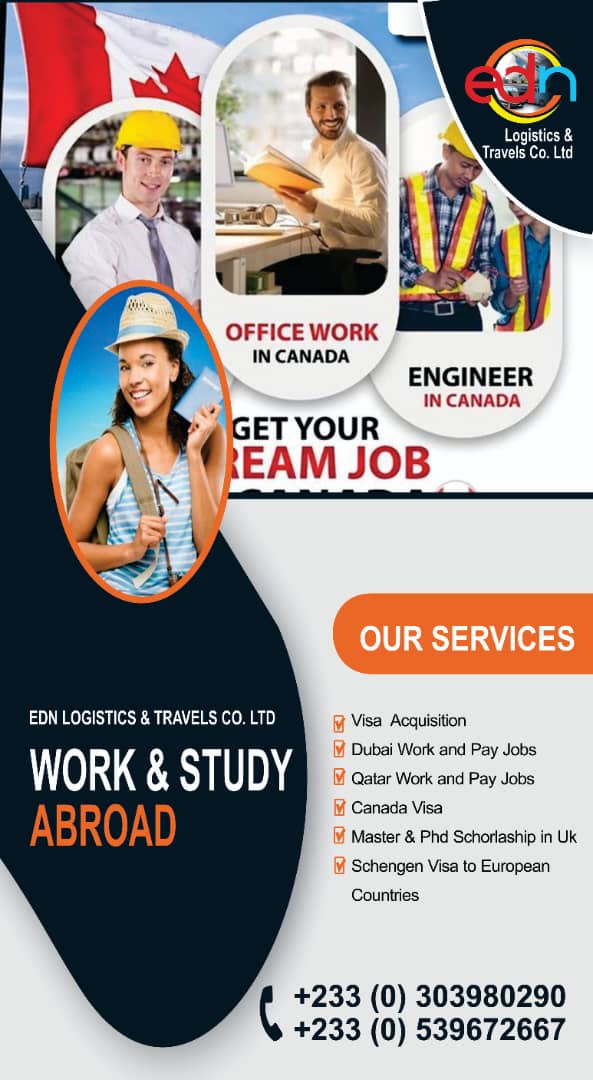 edn
Logistics &
Travels Co. Ltd
OFFICE WORK
IN CANADA
ENGINEER
IN CANADA
GET YOUR
REAM JOB
EDN LOGISTICS & TRAVELS CO. LTD
WORK & STUDY
ABROAD
OUR SERVICES
Visa Acquisition
Dubai Work and Pay Jobs
Qatar Work and Pay Jobs
Canada Visa
Master & Phd Schorlaship in Uk
Schengen Visa to European
Countries
+233 (0) 303980290
+233 (0) 539672667